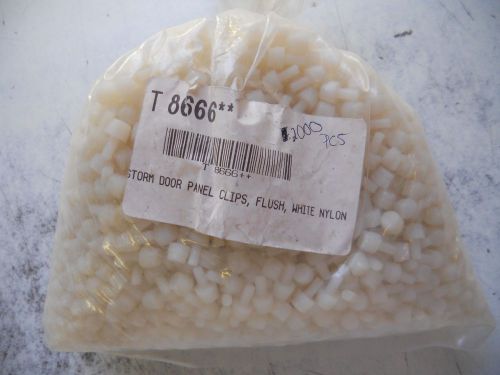 T 8666**
2000
PCS
T 8666**
STORM DOOR PANEL CLIPS, FLUSH, WHITE NYLON